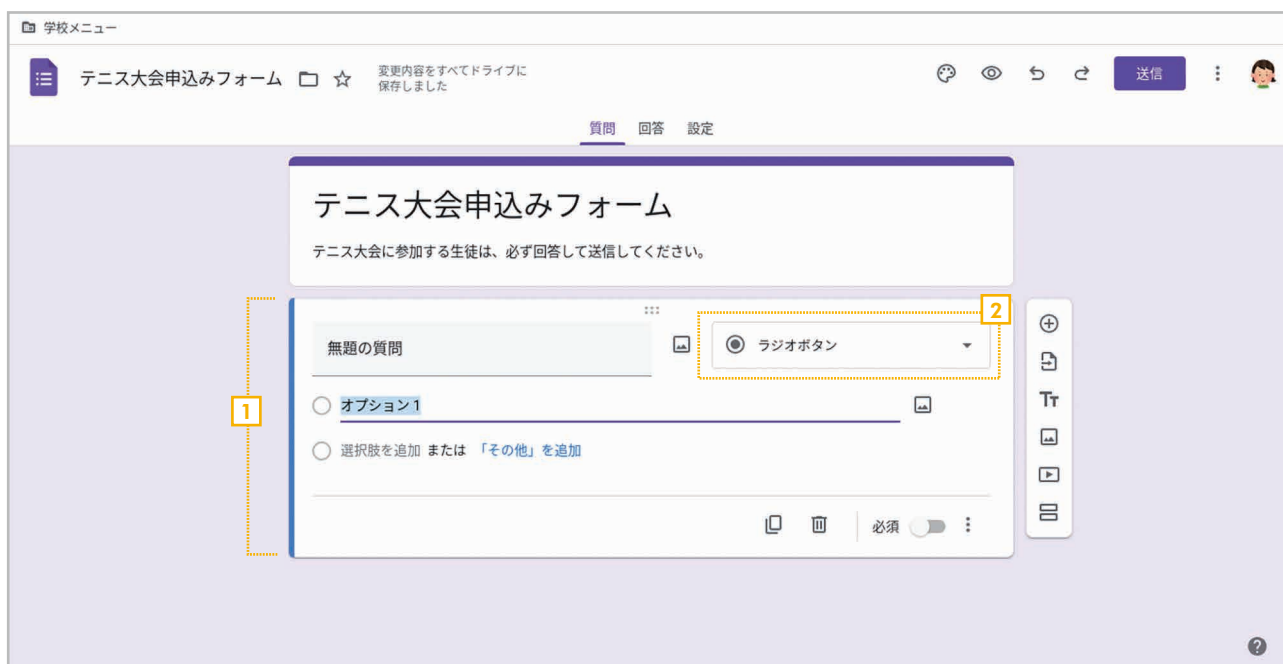 学校メニュー
テニス大会申込みフォーム
変更内容をすべてドライブに
保存しました
送信
質問 回答 設定
テニス大会申込みフォーム
テニス大会に参加する生徒は、必ず回答して送信してください。
1
2
無題の質問
ラジオボタン
オプション 1
選択肢を追加 または 「その他」を追加
Tт
必須
?